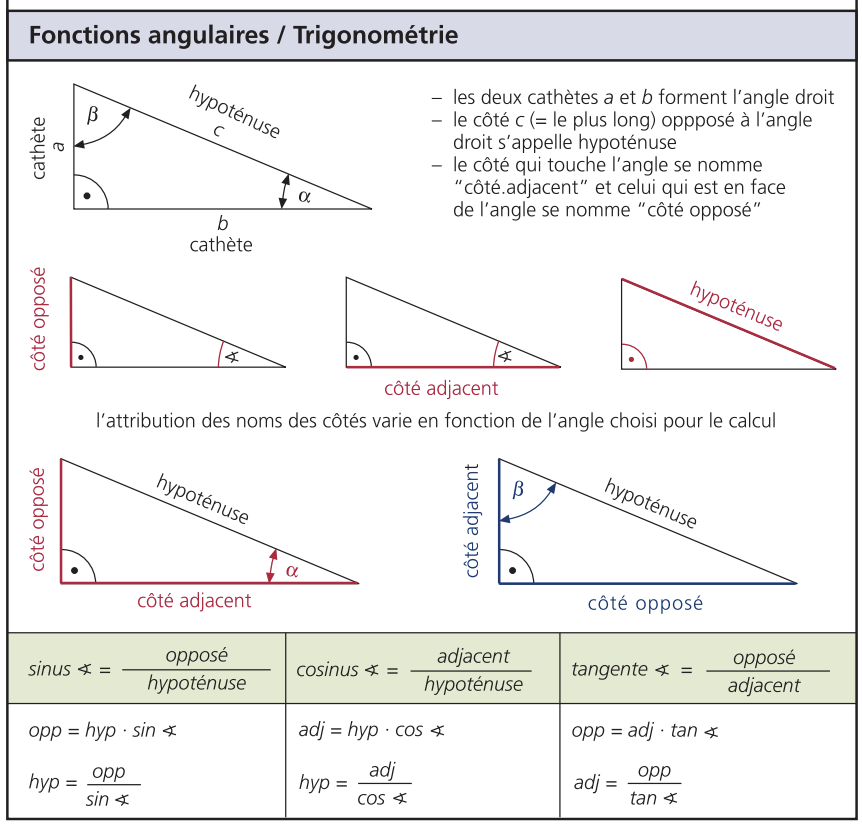 Fonctions angulaires / Trigonométrie
β
hypoténuse
c
cathète
a
α
b
cathète
– les deux cathètes a et b forment l'angle droit
– le côté c (= le plus long) oppposé à l'angle
droit s'appelle hypoténuse
– le côté qui touche l'angle se nomme
"côté.adjacent" et celui qui est en face
de l'angle se nomme "côté opposé"
côté opposé
∢
∢
côté adjacent
hypoténuse
l'attribution des noms des côtés varie en fonction de l'angle choisi pour le calcul
côté opposé
hypoténuse
α
côté adjacent
côté adjacent
β
hypoténuse
côté opposé
sinus ∢ = opposé / hypoténuse
cosinus ∢ = adjacent / hypoténuse
tangente ∢ = opposé / adjacent
opp = hyp · sin ∢
adj = hyp · cos ∢
opp = adj · tan ∢
hyp = opp / sin ∢
hyp = adj / cos ∢
adj = opp / tan ∢